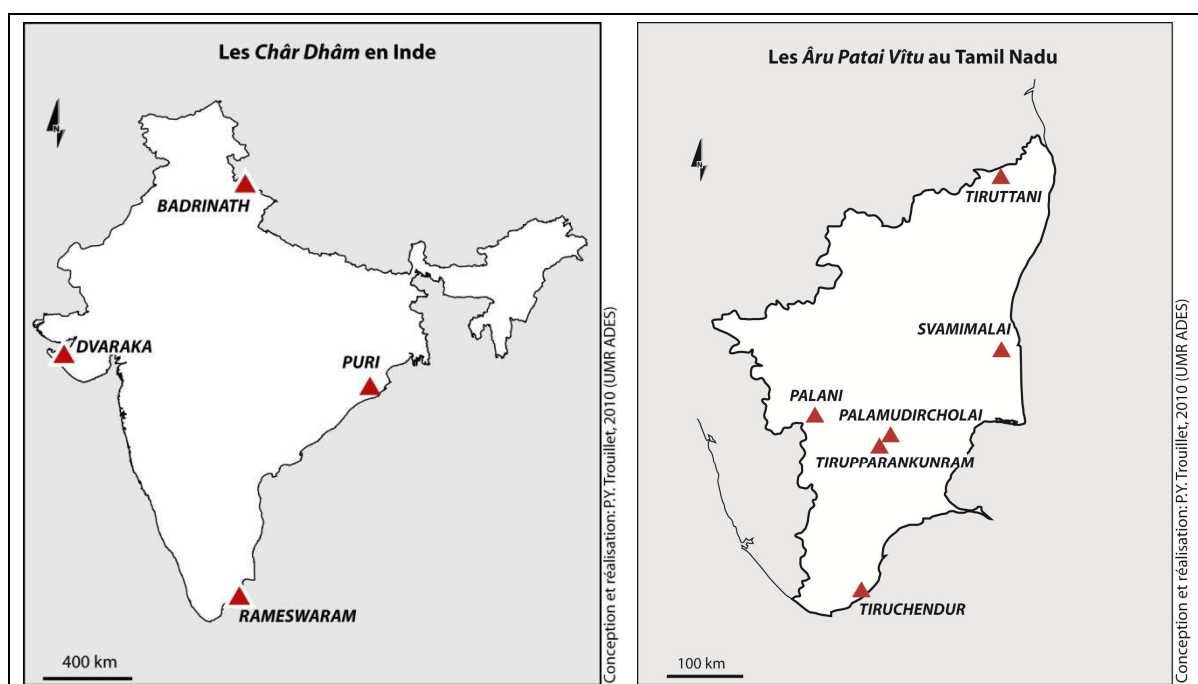 Les Châr Dhâm en Inde
N
BADRINATH
DVARAKA
PURI
RAMESWARAM
400 km
Conception et réalisation: P.Y. Trouillet, 2010 (UMR ADES)
Les Âru Patai Vîtu au Tamil Nadu
N
TIRUTTANI
SVAMIMALAI
PALANI
PALAMUDIRCHOLAI
TIRUPPARANKUNRAM
TIRUCHENDUR
100 km
Conception et réalisation: P.Y. Trouillet, 2010 (UMR ADES)